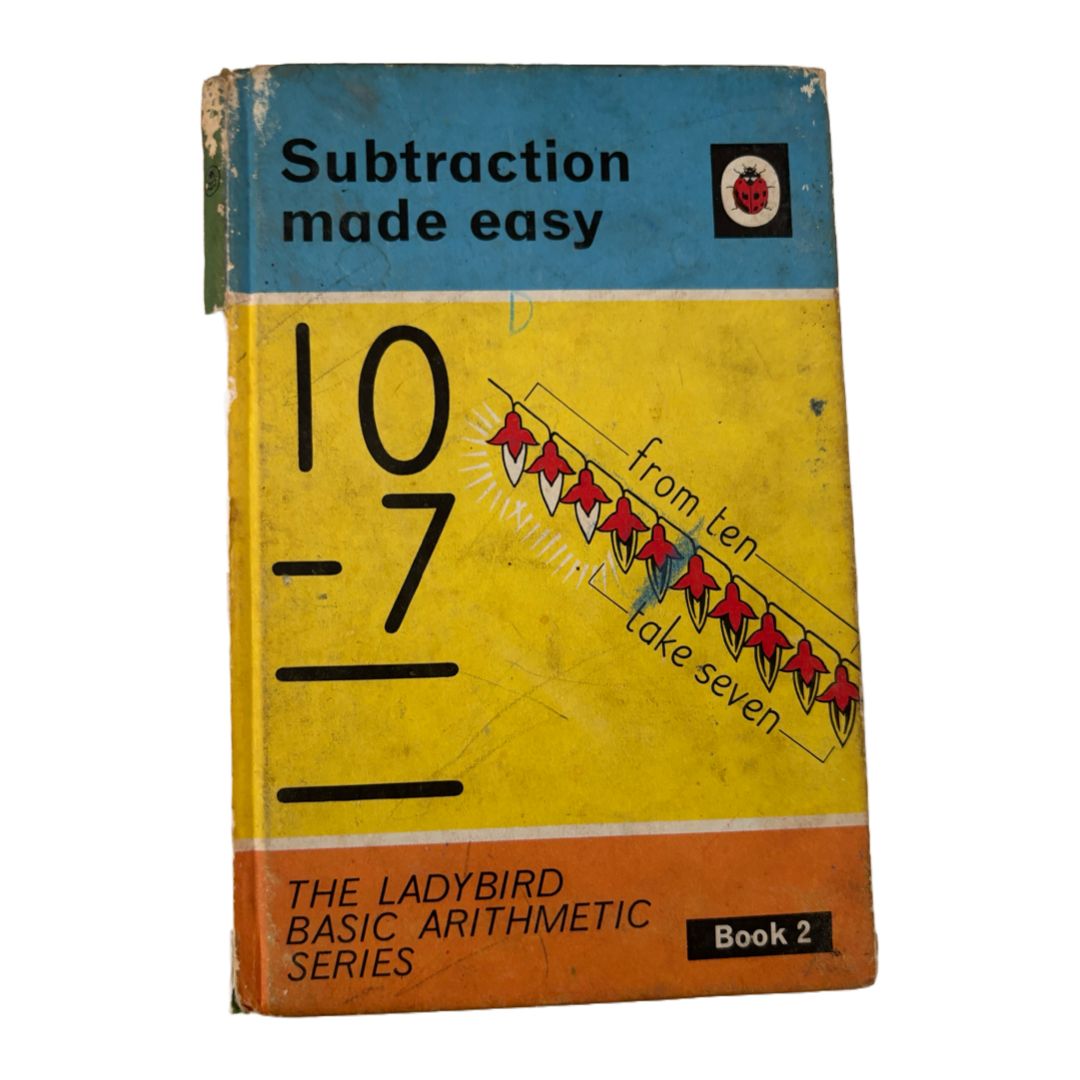 Subtraction
made easy
D
10
- 7
from ten
take seven
THE LADYBIRD
BASIC ARITHMETIC
SERIES
Book 2